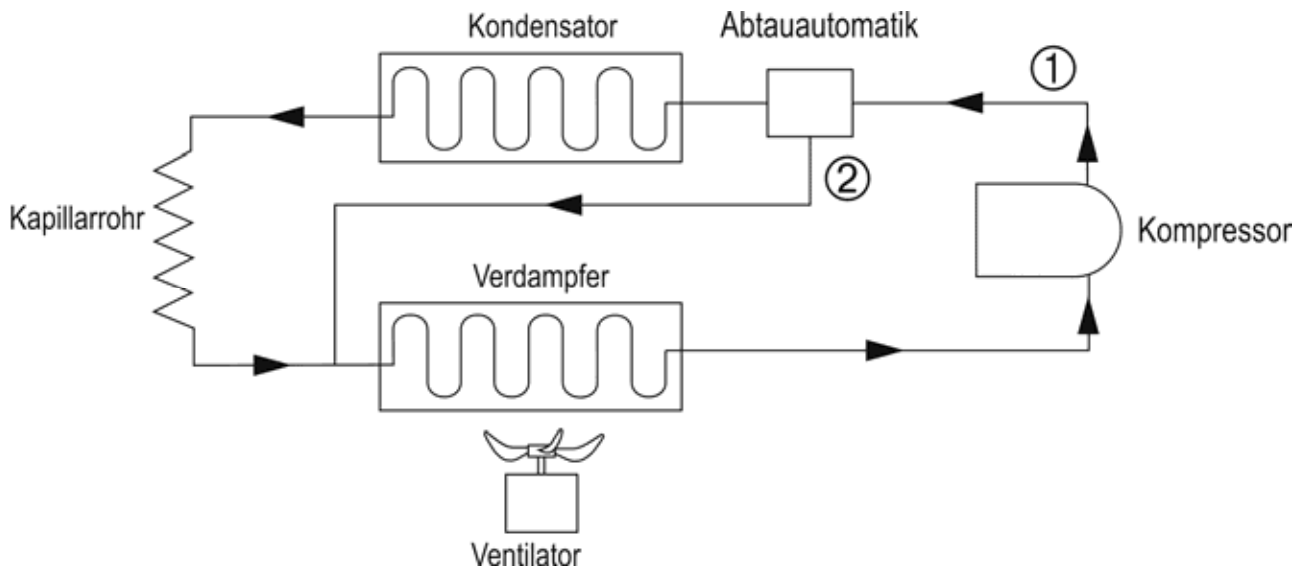 Kondensator
Abtauautomatik
①
②
Kapillarrohr
Kompressor
Verdampfer
Ventilator